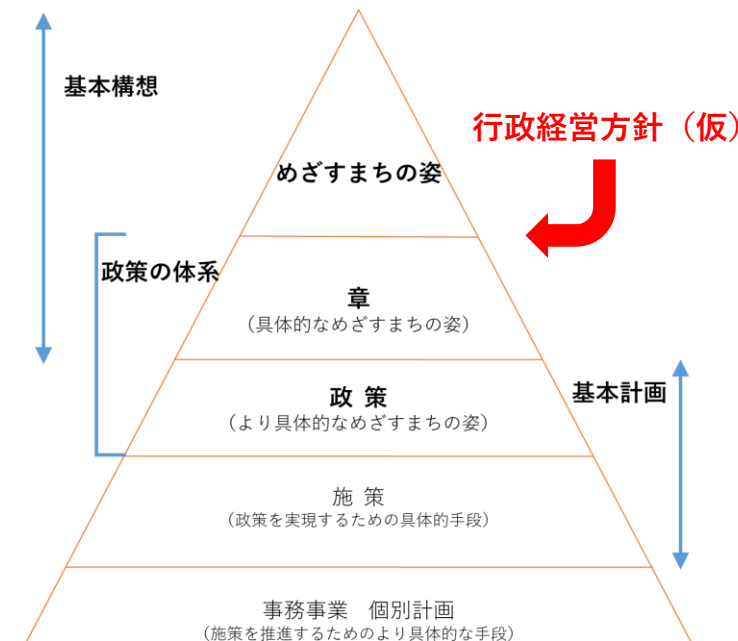 基本構想
行政経営方針（仮）
めざすまちの姿
政策の体系
章
（具体的なめざすまちの姿）
基本計画
政 策
（より具体的なめざすまちの姿）
施 策
（政策を実現するための具体的手段）
事務事業　個別計画
（施策を推進するためのより具体的な手段）